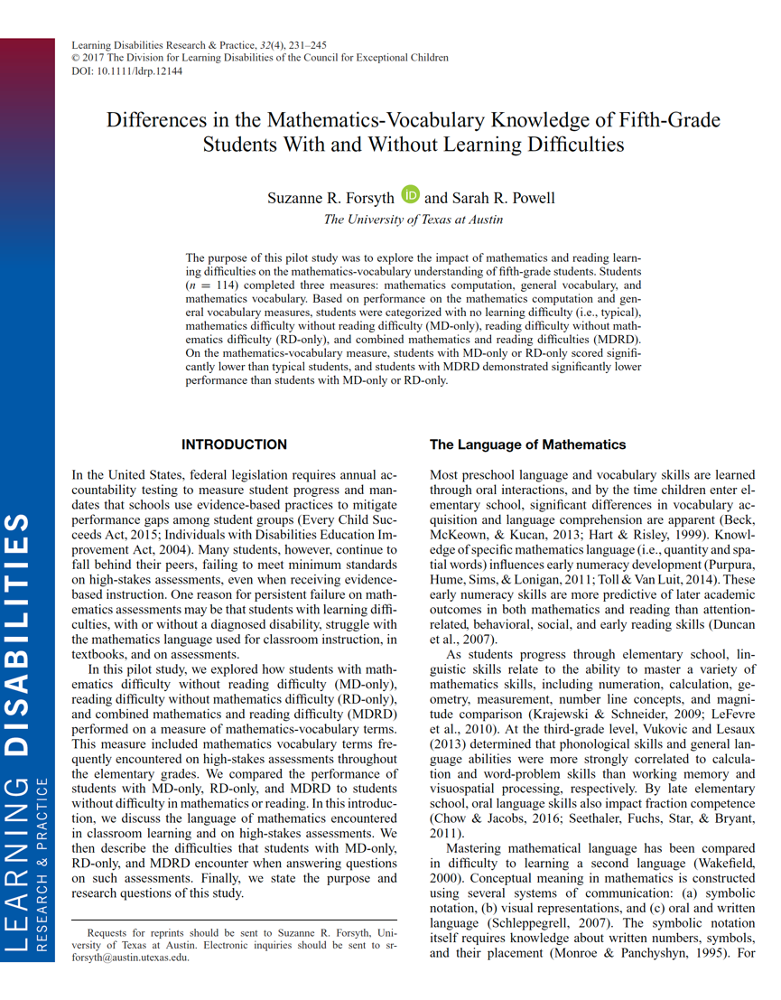 Learning Disabilities Research & Practice, 32(4), 231–245
© 2017 The Division for Learning Disabilities of the Council for Exceptional Children
DOI: 10.1111/ldrp.12144
Differences in the Mathematics-Vocabulary Knowledge of Fifth-Grade
Students With and Without Learning Difficulties
Suzanne R. Forsyth iD and Sarah R. Powell
The University of Texas at Austin
The purpose of this pilot study was to explore the impact of mathematics and reading learn-
ing difficulties on the mathematics-vocabulary understanding of fifth-grade students. Students
(n = 114) completed three measures: mathematics computation, general vocabulary, and
mathematics vocabulary. Based on performance on the mathematics computation and gen-
eral vocabulary measures, students were categorized with no learning difficulty (i.e., typical),
mathematics difficulty without reading difficulty (MD-only), reading difficulty without math-
ematics difficulty (RD-only), and combined mathematics and reading difficulties (MDRD).
On the mathematics-vocabulary measure, students with MD-only or RD-only scored signifi-
cantly lower than typical students, and students with MDRD demonstrated significantly lower
performance than students with MD-only or RD-only.
INTRODUCTION
In the United States, federal legislation requires annual ac-
countability testing to measure student progress and man-
dates that schools use evidence-based practices to mitigate
performance gaps among student groups (Every Child Suc-
ceeds Act, 2015; Individuals with Disabilities Education Im-
provement Act, 2004). Many students, however, continue to
fall behind their peers, failing to meet minimum standards
on high-stakes assessments, even when receiving evidence-
based instruction. One reason for persistent failure on math-
ematics assessments may be that students with learning diffi-
culties, with or without a diagnosed disability, struggle with
the mathematics language used for classroom instruction, in
textbooks, and on assessments.
In this pilot study, we explored how students with math-
ematics difficulty without reading difficulty (MD-only),
reading difficulty without mathematics difficulty (RD-only),
and combined mathematics and reading difficulty (MDRD)
performed on a measure of mathematics-vocabulary terms.
This measure included mathematics vocabulary terms fre-
quently encountered on high-stakes assessments throughout
the elementary grades. We compared the performance of
students with MD-only, RD-only, and MDRD to students
without difficulty in mathematics or reading. In this introduc-
tion, we discuss the language of mathematics encountered
in classroom learning and on high-stakes assessments. We
then describe the difficulties that students with MD-only,
RD-only, and MDRD encounter when answering questions
on such assessments. Finally, we state the purpose and
research questions of this study.
Requests for reprints should be sent to Suzanne R. Forsyth, Uni-
versity of Texas at Austin. Electronic inquiries should be sent to sr-
forsyth@austin.utexas.edu.
The Language of Mathematics
Most preschool language and vocabulary skills are learned
through oral interactions, and by the time children enter el-
ementary school, significant differences in vocabulary ac-
quisition and language comprehension are apparent (Beck,
McKeown, & Kucan, 2013; Hart & Risley, 1999). Knowl-
edge of specific mathematics language (i.e., quantity and spa-
tial words) influences early numeracy development (Purpura,
Hume, Sims, & Lonigan, 2011; Toll & Van Luit, 2014). These
early numeracy skills are more predictive of later academic
outcomes in both mathematics and reading than attention-
related, behavioral, social, and early reading skills (Duncan
et al., 2007).
As students progress through elementary school, lin-
guistic skills relate to the ability to master a variety of
mathematics skills, including numeration, calculation, ge-
ometry, measurement, number line concepts, and magni-
tude comparison (Krajewski & Schneider, 2009; LeFevre
et al., 2010). At the third-grade level, Vukovic and Lesaux
(2013) determined that phonological skills and general lan-
guage abilities were more strongly correlated to calcula-
tion and word-problem skills than working memory and
visuospatial processing, respectively. By late elementary
school, oral language skills also impact fraction competence
(Chow & Jacobs, 2016; Seethaler, Fuchs, Star, & Bryant,
2011).
Mastering mathematical language has been compared
in difficulty to learning a second language (Wakefield,
2000). Conceptual meaning in mathematics is constructed
using several systems of communication: (a) symbolic
notation, (b) visual representations, and (c) oral and written
language (Schleppegrell, 2007). The symbolic notation
itself requires knowledge about written numbers, symbols,
and their placement (Monroe & Panchyshyn, 1995). For
LEARNING DISABILITIES
RESEARCH & PRACTICE